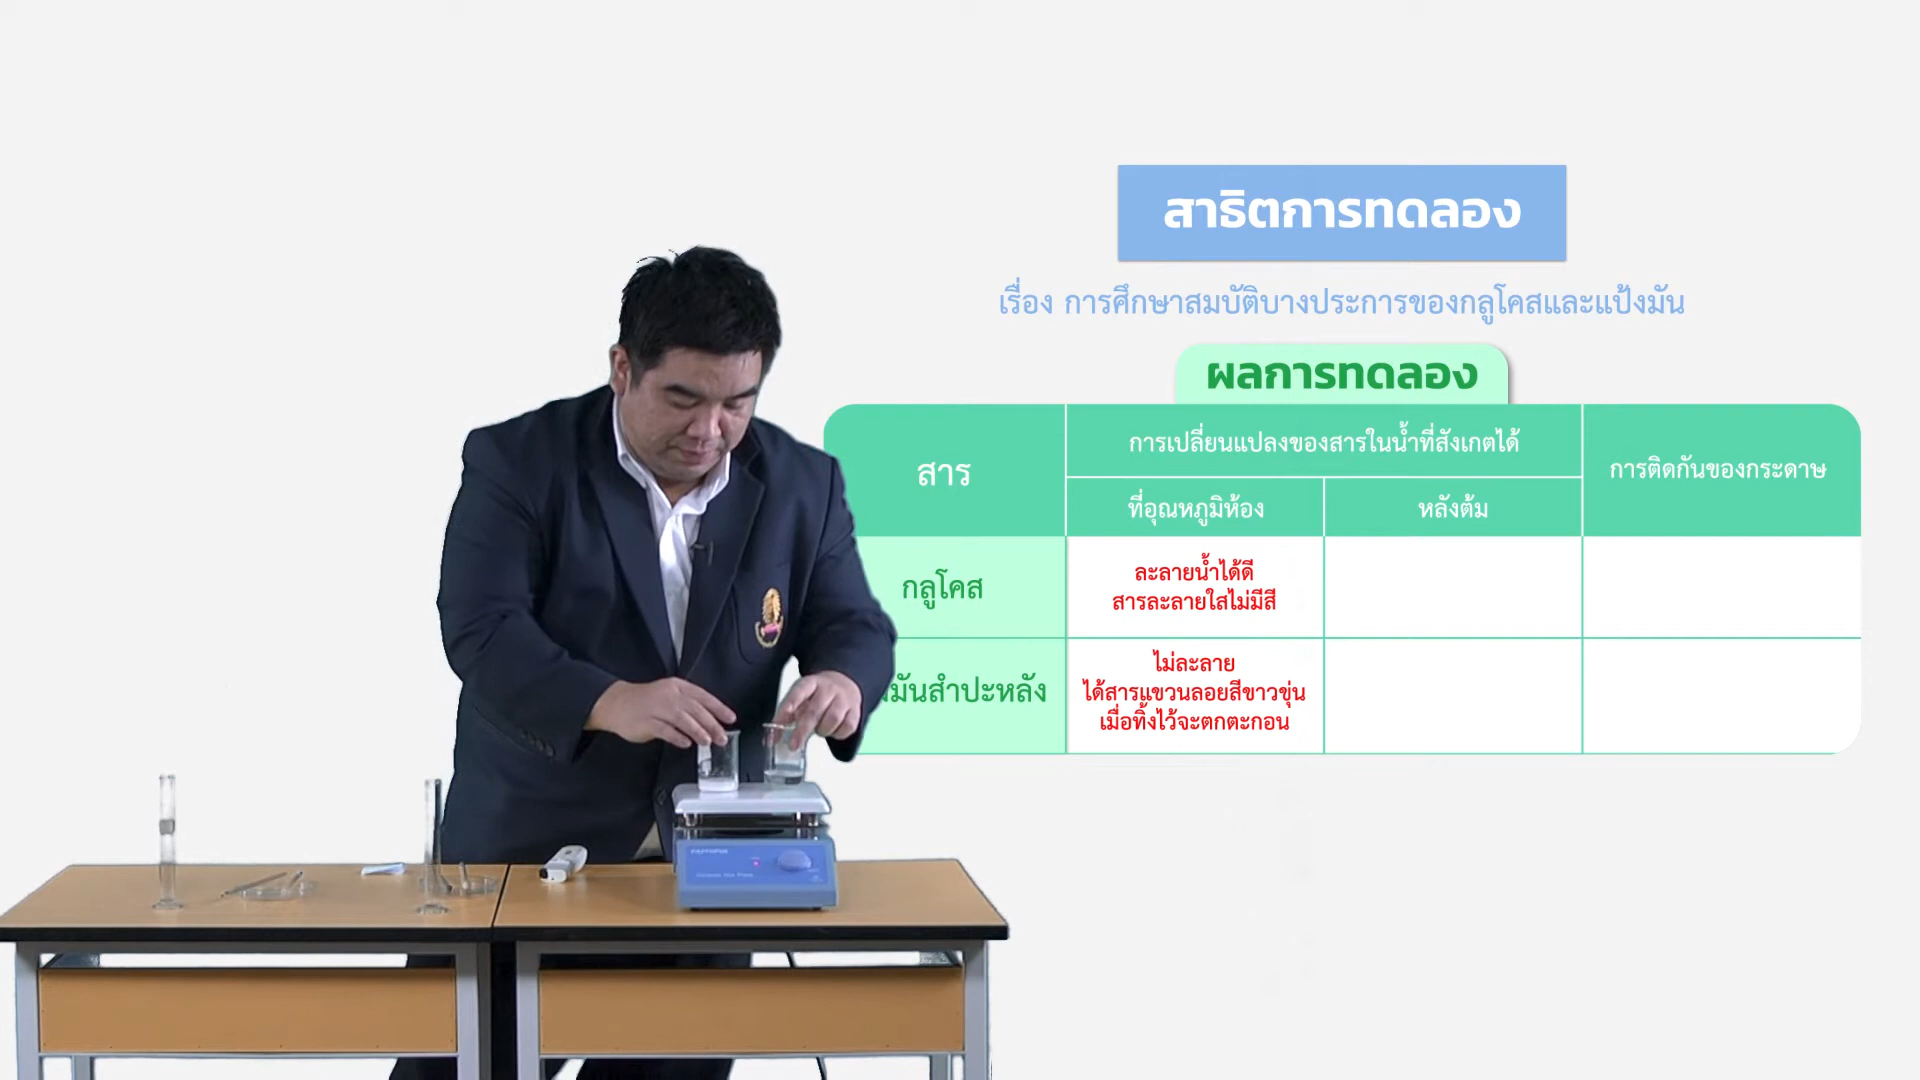 สาธิตการทดลอง
เรื่อง การศึกษาสมบัติบางประการของกลูโคสและแป้งมัน
ผลการทดลอง
สาร
การเปลี่ยนแปลงของสารในน้ำที่สังเกตได้
การติดกันของกระดาษ
ที่อุณหภูมิห้อง
หลังต้ม
กลูโคส
ละลายน้ำได้ดี
สารละลายใสไม่มีสี
มันสำปะหลัง
ไม่ละลาย
ได้สารแขวนลอยสีขาวขุ่น
เมื่อทิ้งไว้จะตกตะกอน